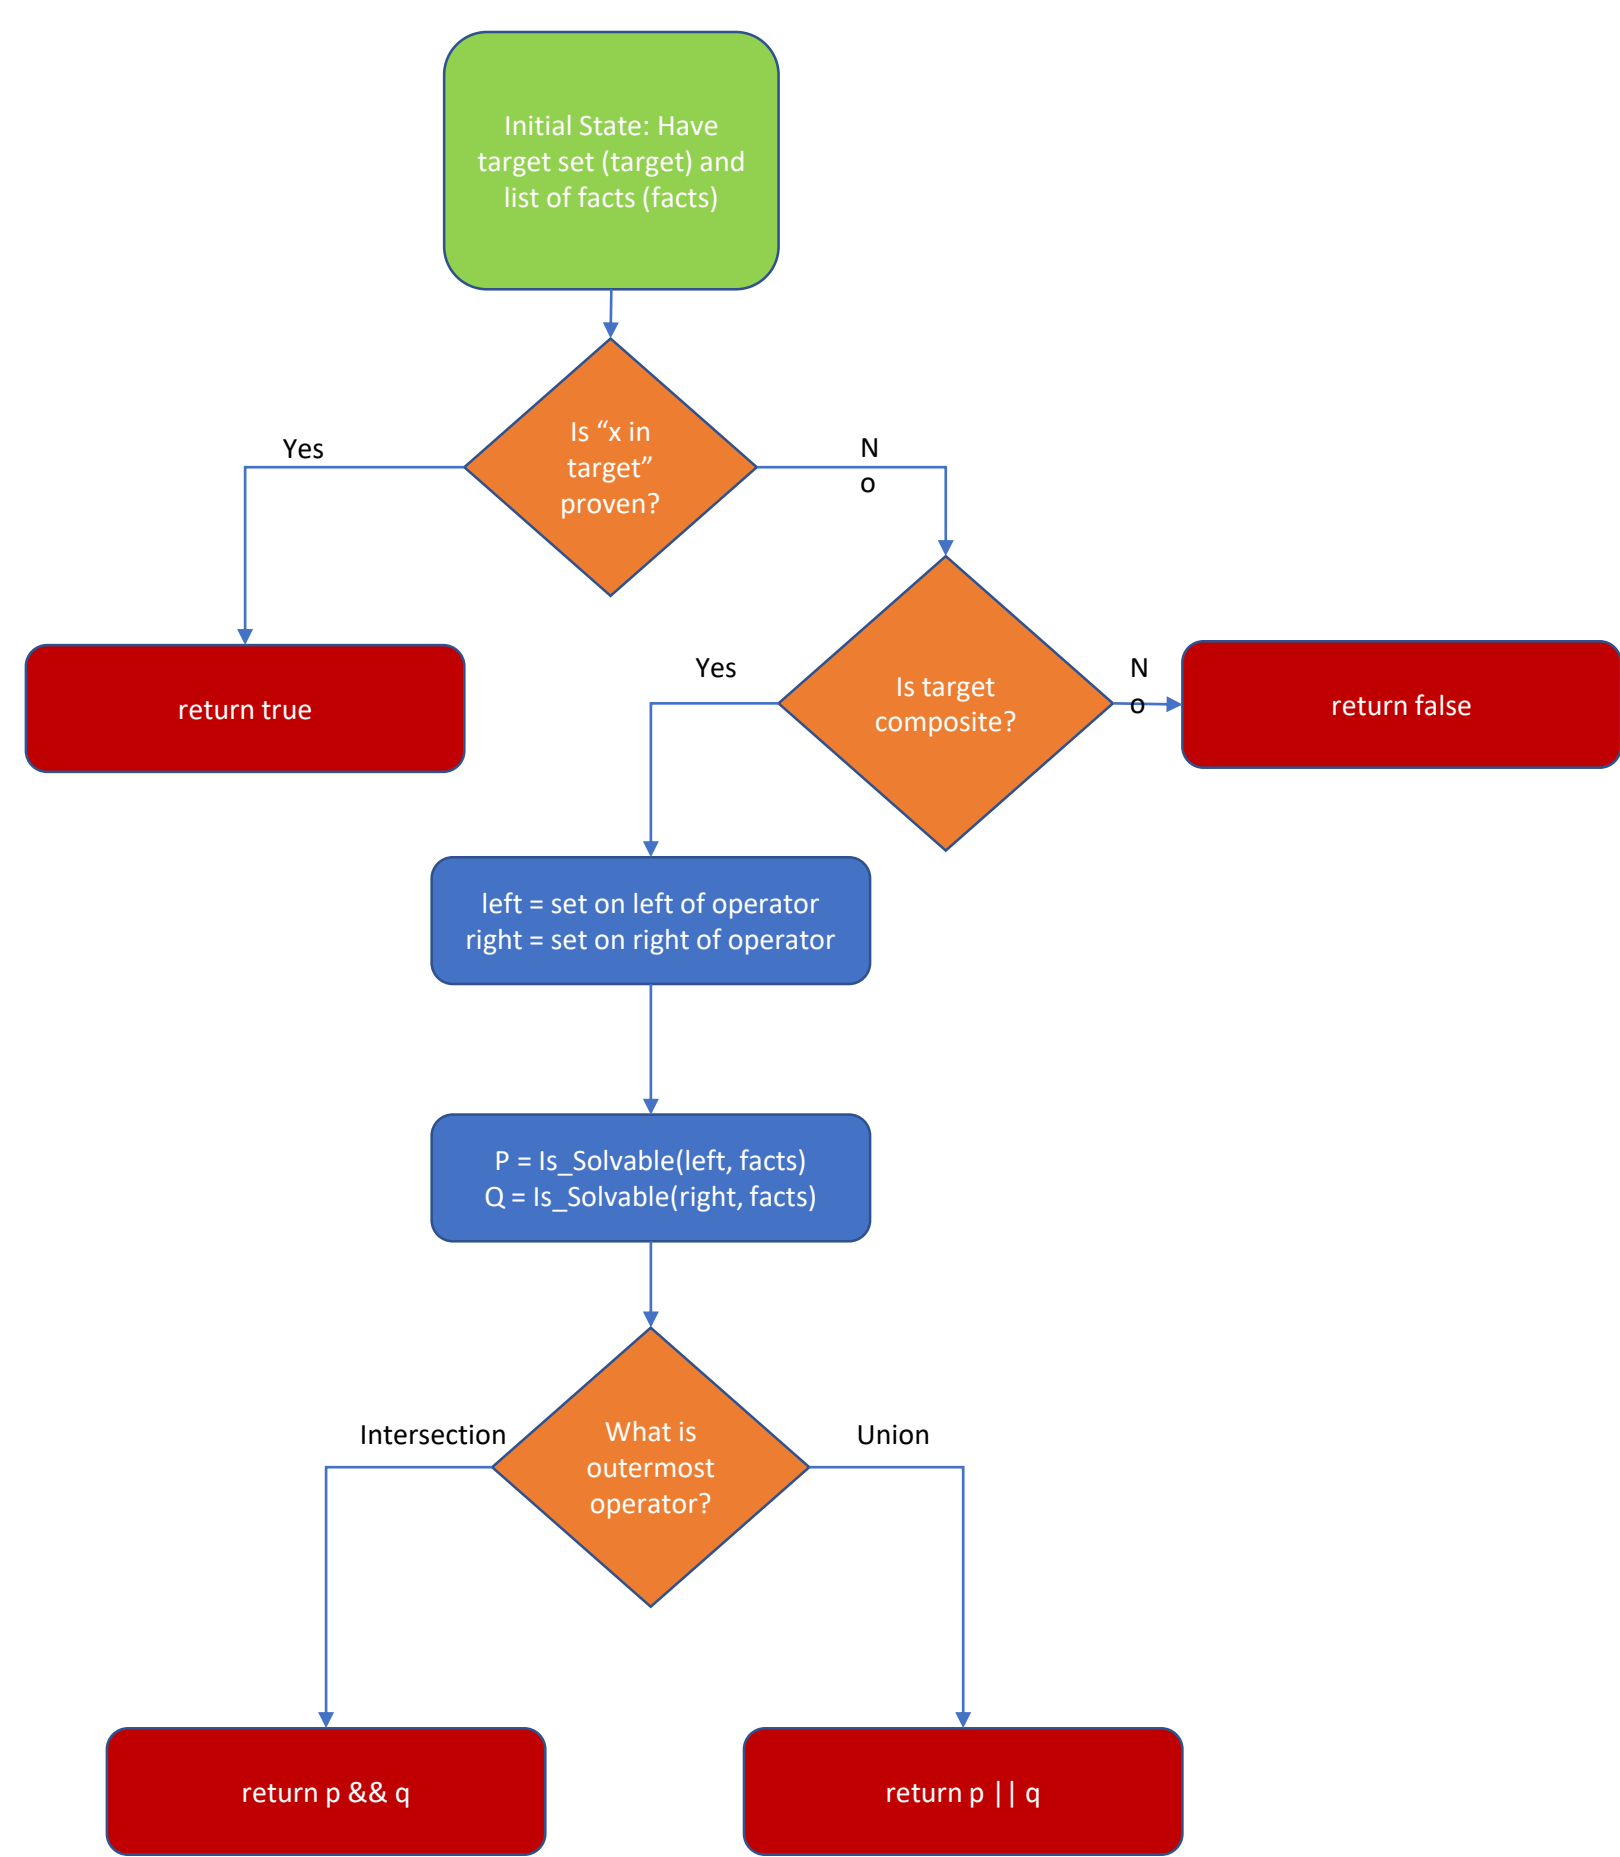 Initial State: Have
target set (target) and
list of facts (facts)
Is “x in
target”
proven?
Yes
N
o
return true
Is target
composite?
Yes
N
o
return false
left = set on left of operator
right = set on right of operator
P = Is_Solvable(left, facts)
Q = Is_Solvable(right, facts)
What is
outermost
operator?
Intersection
Union
return p && q
return p || q